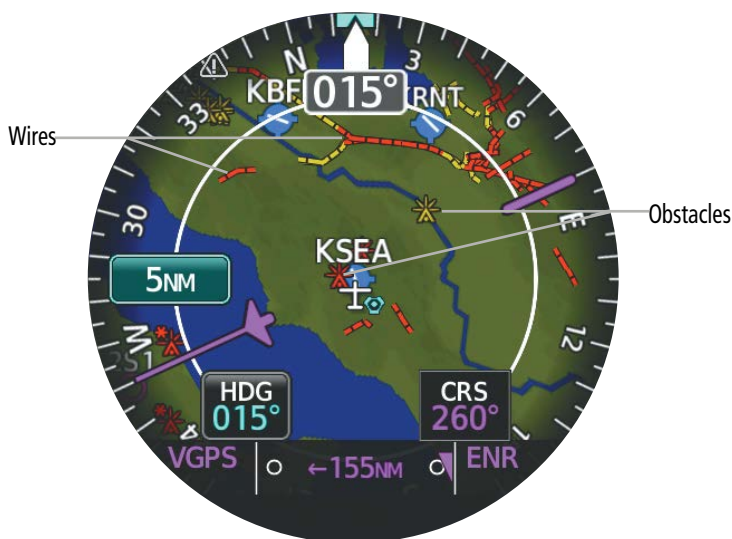 N
3
KBF
015°
RNT
33
6
Wires
30
E
Obstacles
KSEA
5NM
W
12
2S1
HDG
015°
CRS
260°
VGPS
←155NM
ENR